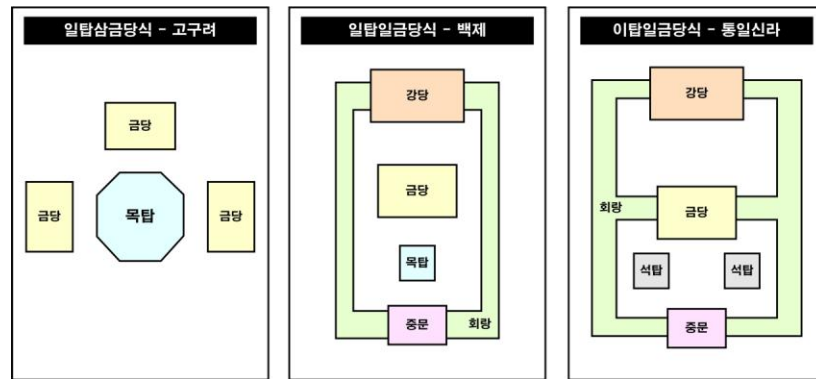 일탑삼금당식 - 고구려
금당
금당
목탑
금당
일탑일금당식 - 백제
강당
금당
목탑
중문
회랑
이탑일금당식 - 통일신라
강당
회랑
금당
석탑
석탑
중문